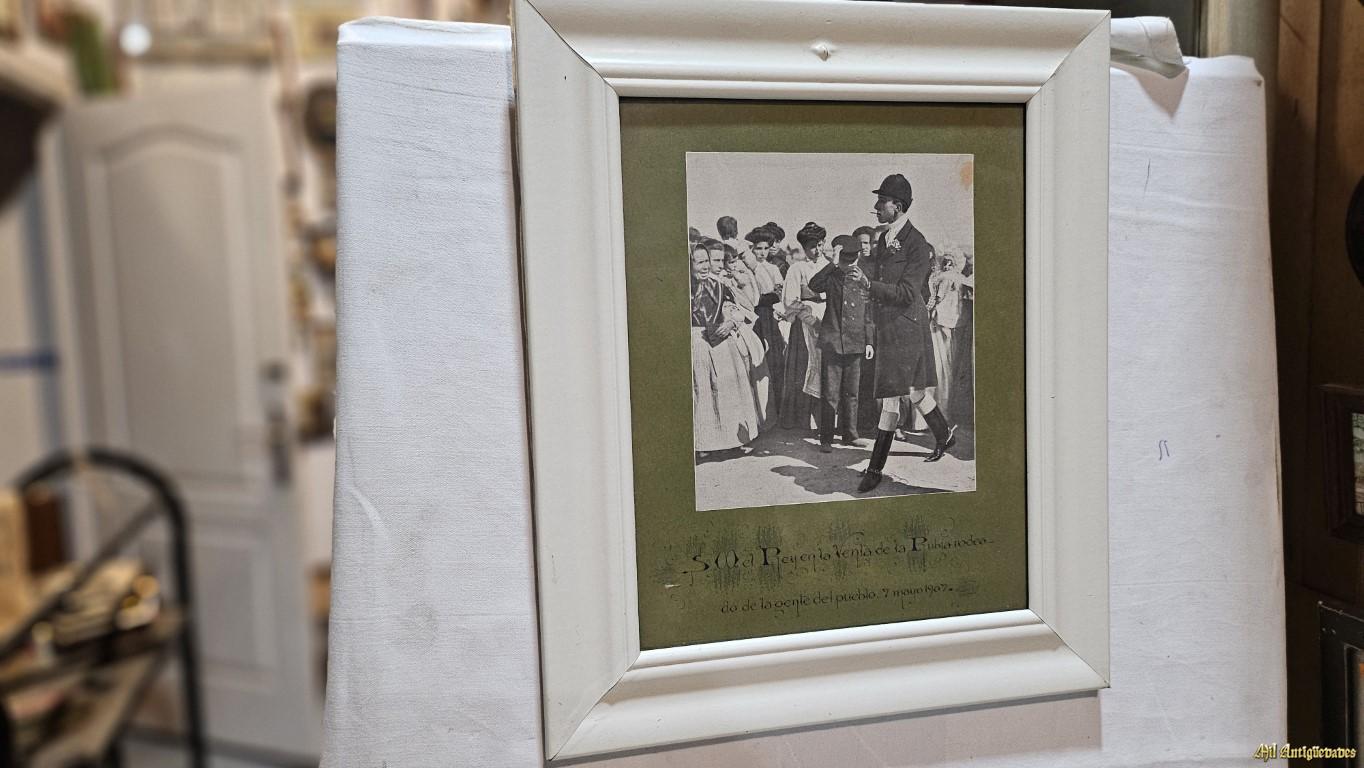 S. M. el Rey en la Venta de la Rubia rodea-
do de la gente del pueblo. 7 mayo 1907.
Mil Antigüedades